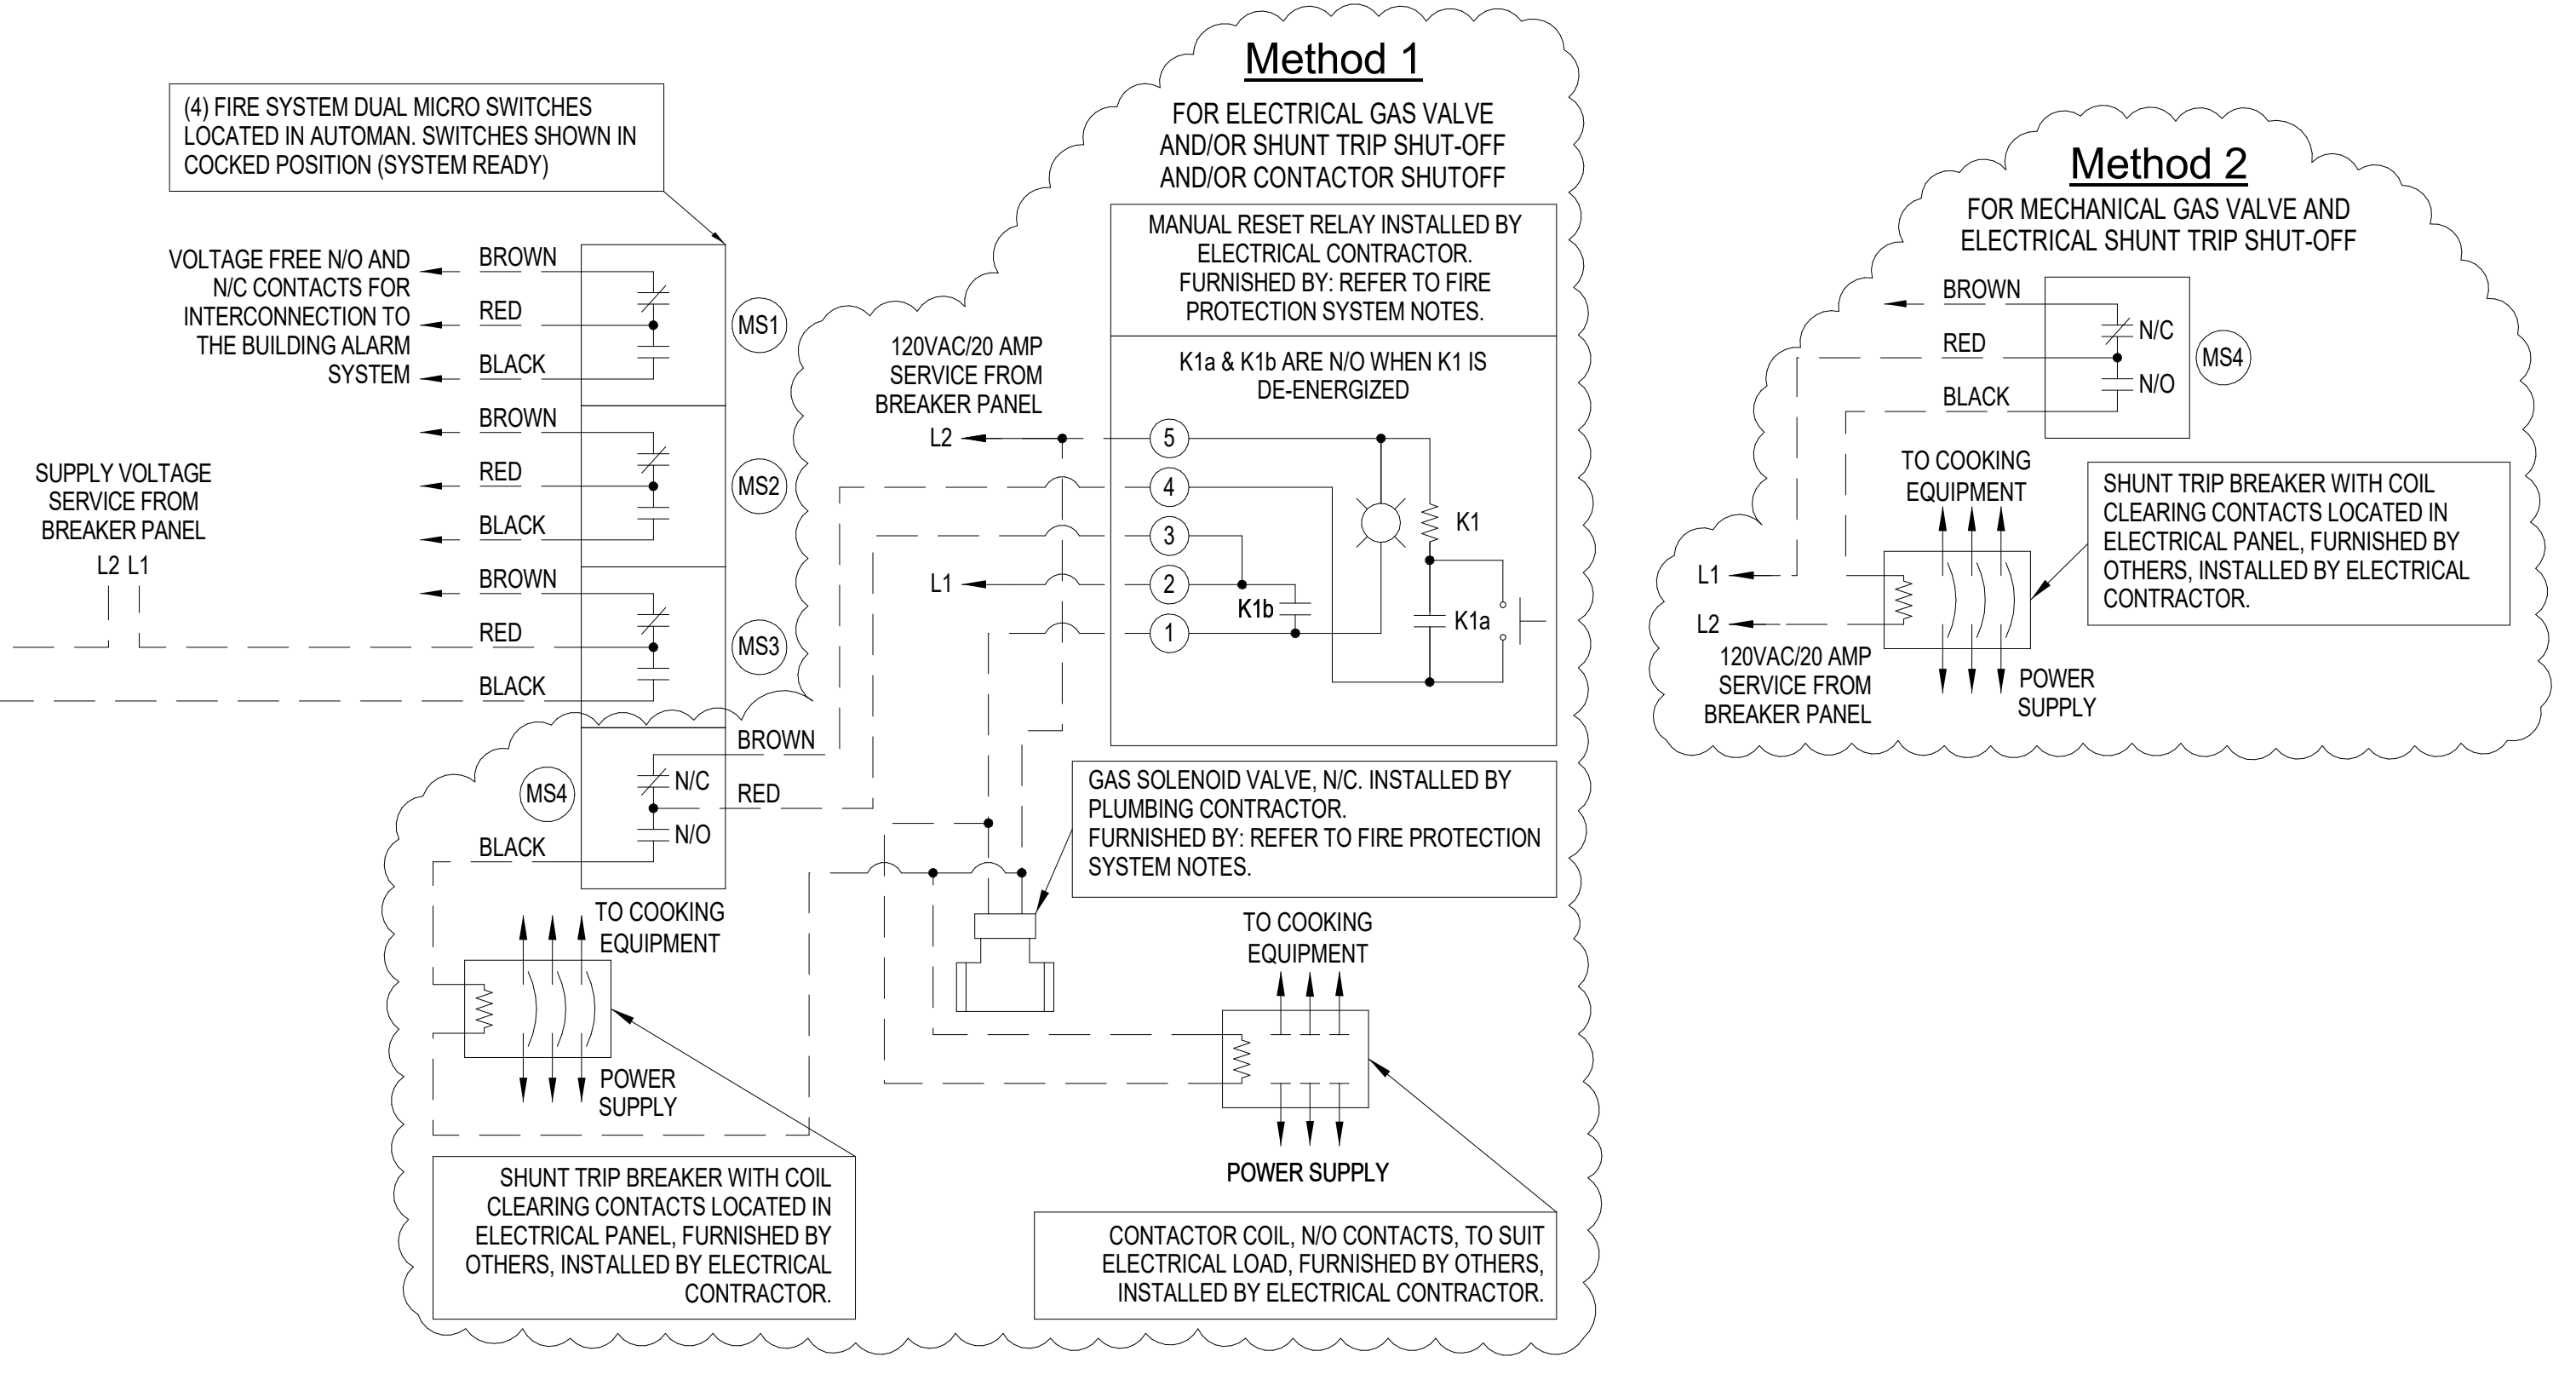 (4) FIRE SYSTEM DUAL MICRO SWITCHES
LOCATED IN AUTOMAN. SWITCHES SHOWN IN
COCKED POSITION (SYSTEM READY)
VOLTAGE FREE N/O AND
N/C CONTACTS FOR
INTERCONNECTION TO
THE BUILDING ALARM
SYSTEM
BROWN
RED
BLACK
MS1
BROWN
RED
BLACK
MS2
SUPPLY VOLTAGE
SERVICE FROM
BREAKER PANEL
L2 L1
BROWN
RED
BLACK
MS3
Method 1
FOR ELECTRICAL GAS VALVE
AND/OR SHUNT TRIP SHUT-OFF
AND/OR CONTACTOR SHUTOFF
MANUAL RESET RELAY INSTALLED BY
ELECTRICAL CONTRACTOR.
FURNISHED BY: REFER TO FIRE
PROTECTION SYSTEM NOTES.
K1a & K1b ARE N/O WHEN K1 IS
DE-ENERGIZED
120VAC/20 AMP
SERVICE FROM
BREAKER PANEL
L2
5
4
3
L1
2
1
K1
K1b
K1a
BROWN
MS4
N/C
RED
N/O
BLACK
GAS SOLENOID VALVE, N/C. INSTALLED BY
PLUMBING CONTRACTOR.
FURNISHED BY: REFER TO FIRE PROTECTION
SYSTEM NOTES.
TO COOKING
EQUIPMENT
POWER
SUPPLY
SHUNT TRIP BREAKER WITH COIL
CLEARING CONTACTS LOCATED IN
ELECTRICAL PANEL, FURNISHED BY
OTHERS, INSTALLED BY ELECTRICAL
CONTRACTOR.
TO COOKING
EQUIPMENT
POWER SUPPLY
CONTACTOR COIL, N/O CONTACTS, TO SUIT
ELECTRICAL LOAD, FURNISHED BY OTHERS,
INSTALLED BY ELECTRICAL CONTRACTOR.
Method 2
FOR MECHANICAL GAS VALVE AND
ELECTRICAL SHUNT TRIP SHUT-OFF
BROWN
N/C
RED
MS4
N/O
BLACK
TO COOKING
EQUIPMENT
SHUNT TRIP BREAKER WITH COIL
CLEARING CONTACTS LOCATED IN
ELECTRICAL PANEL, FURNISHED BY
OTHERS, INSTALLED BY ELECTRICAL
CONTRACTOR.
L1
L2
120VAC/20 AMP
SERVICE FROM
BREAKER PANEL
POWER
SUPPLY